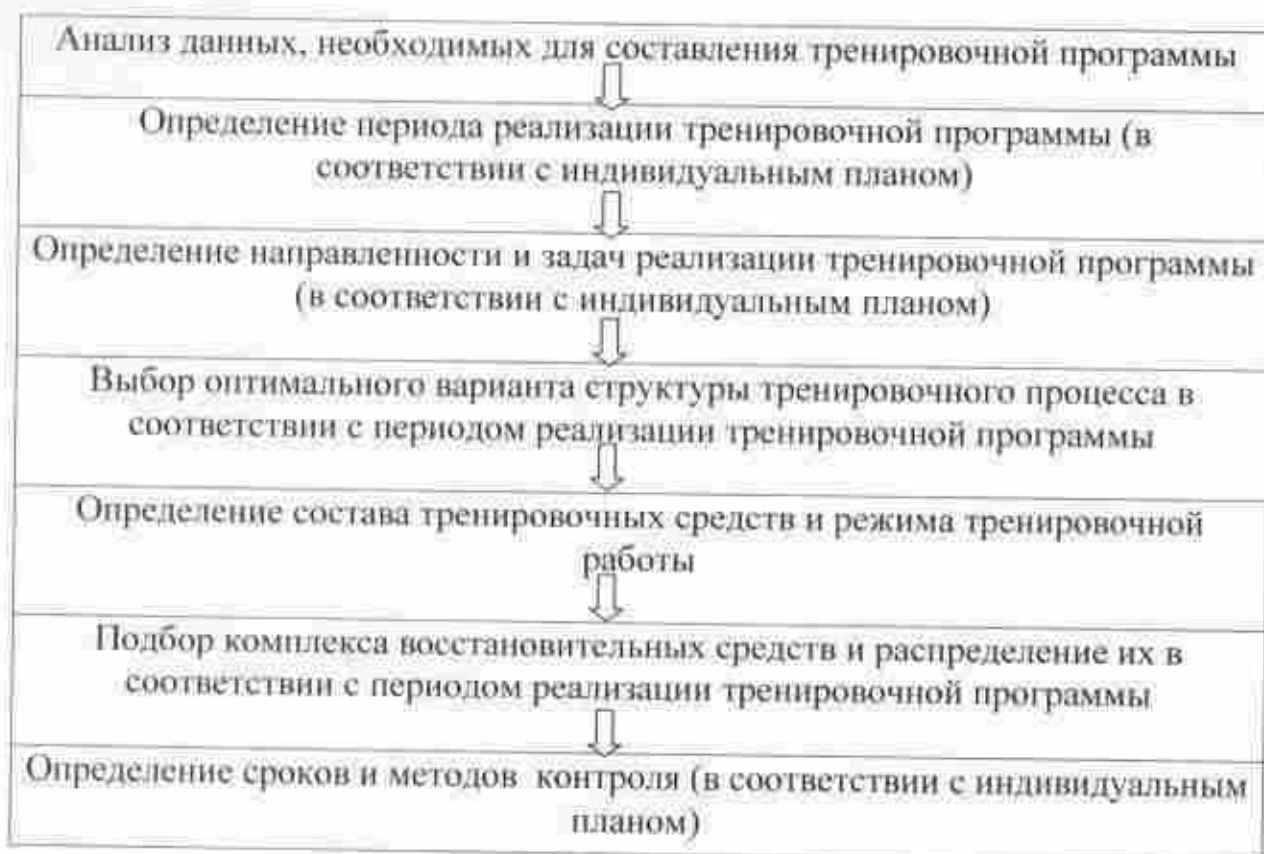 Анализ данных, необходимых для составления тренировочной программы
Определение периода реализации тренировочной программы (в
соответствии с индивидуальным планом)
Определение направленности и задач реализации тренировочной программы
(в соответствии с индивидуальным планом)
Выбор оптимального варианта структуры тренировочного процесса в
соответствии с периодом реализации тренировочной программы
Определение состава тренировочных средств и режима тренировочной
работы
Подбор комплекса восстановительных средств и распределение их в
соответствии с периодом реализации тренировочной программы
Определение сроков и методов контроля (в соответствии с индивидуальным
планом)